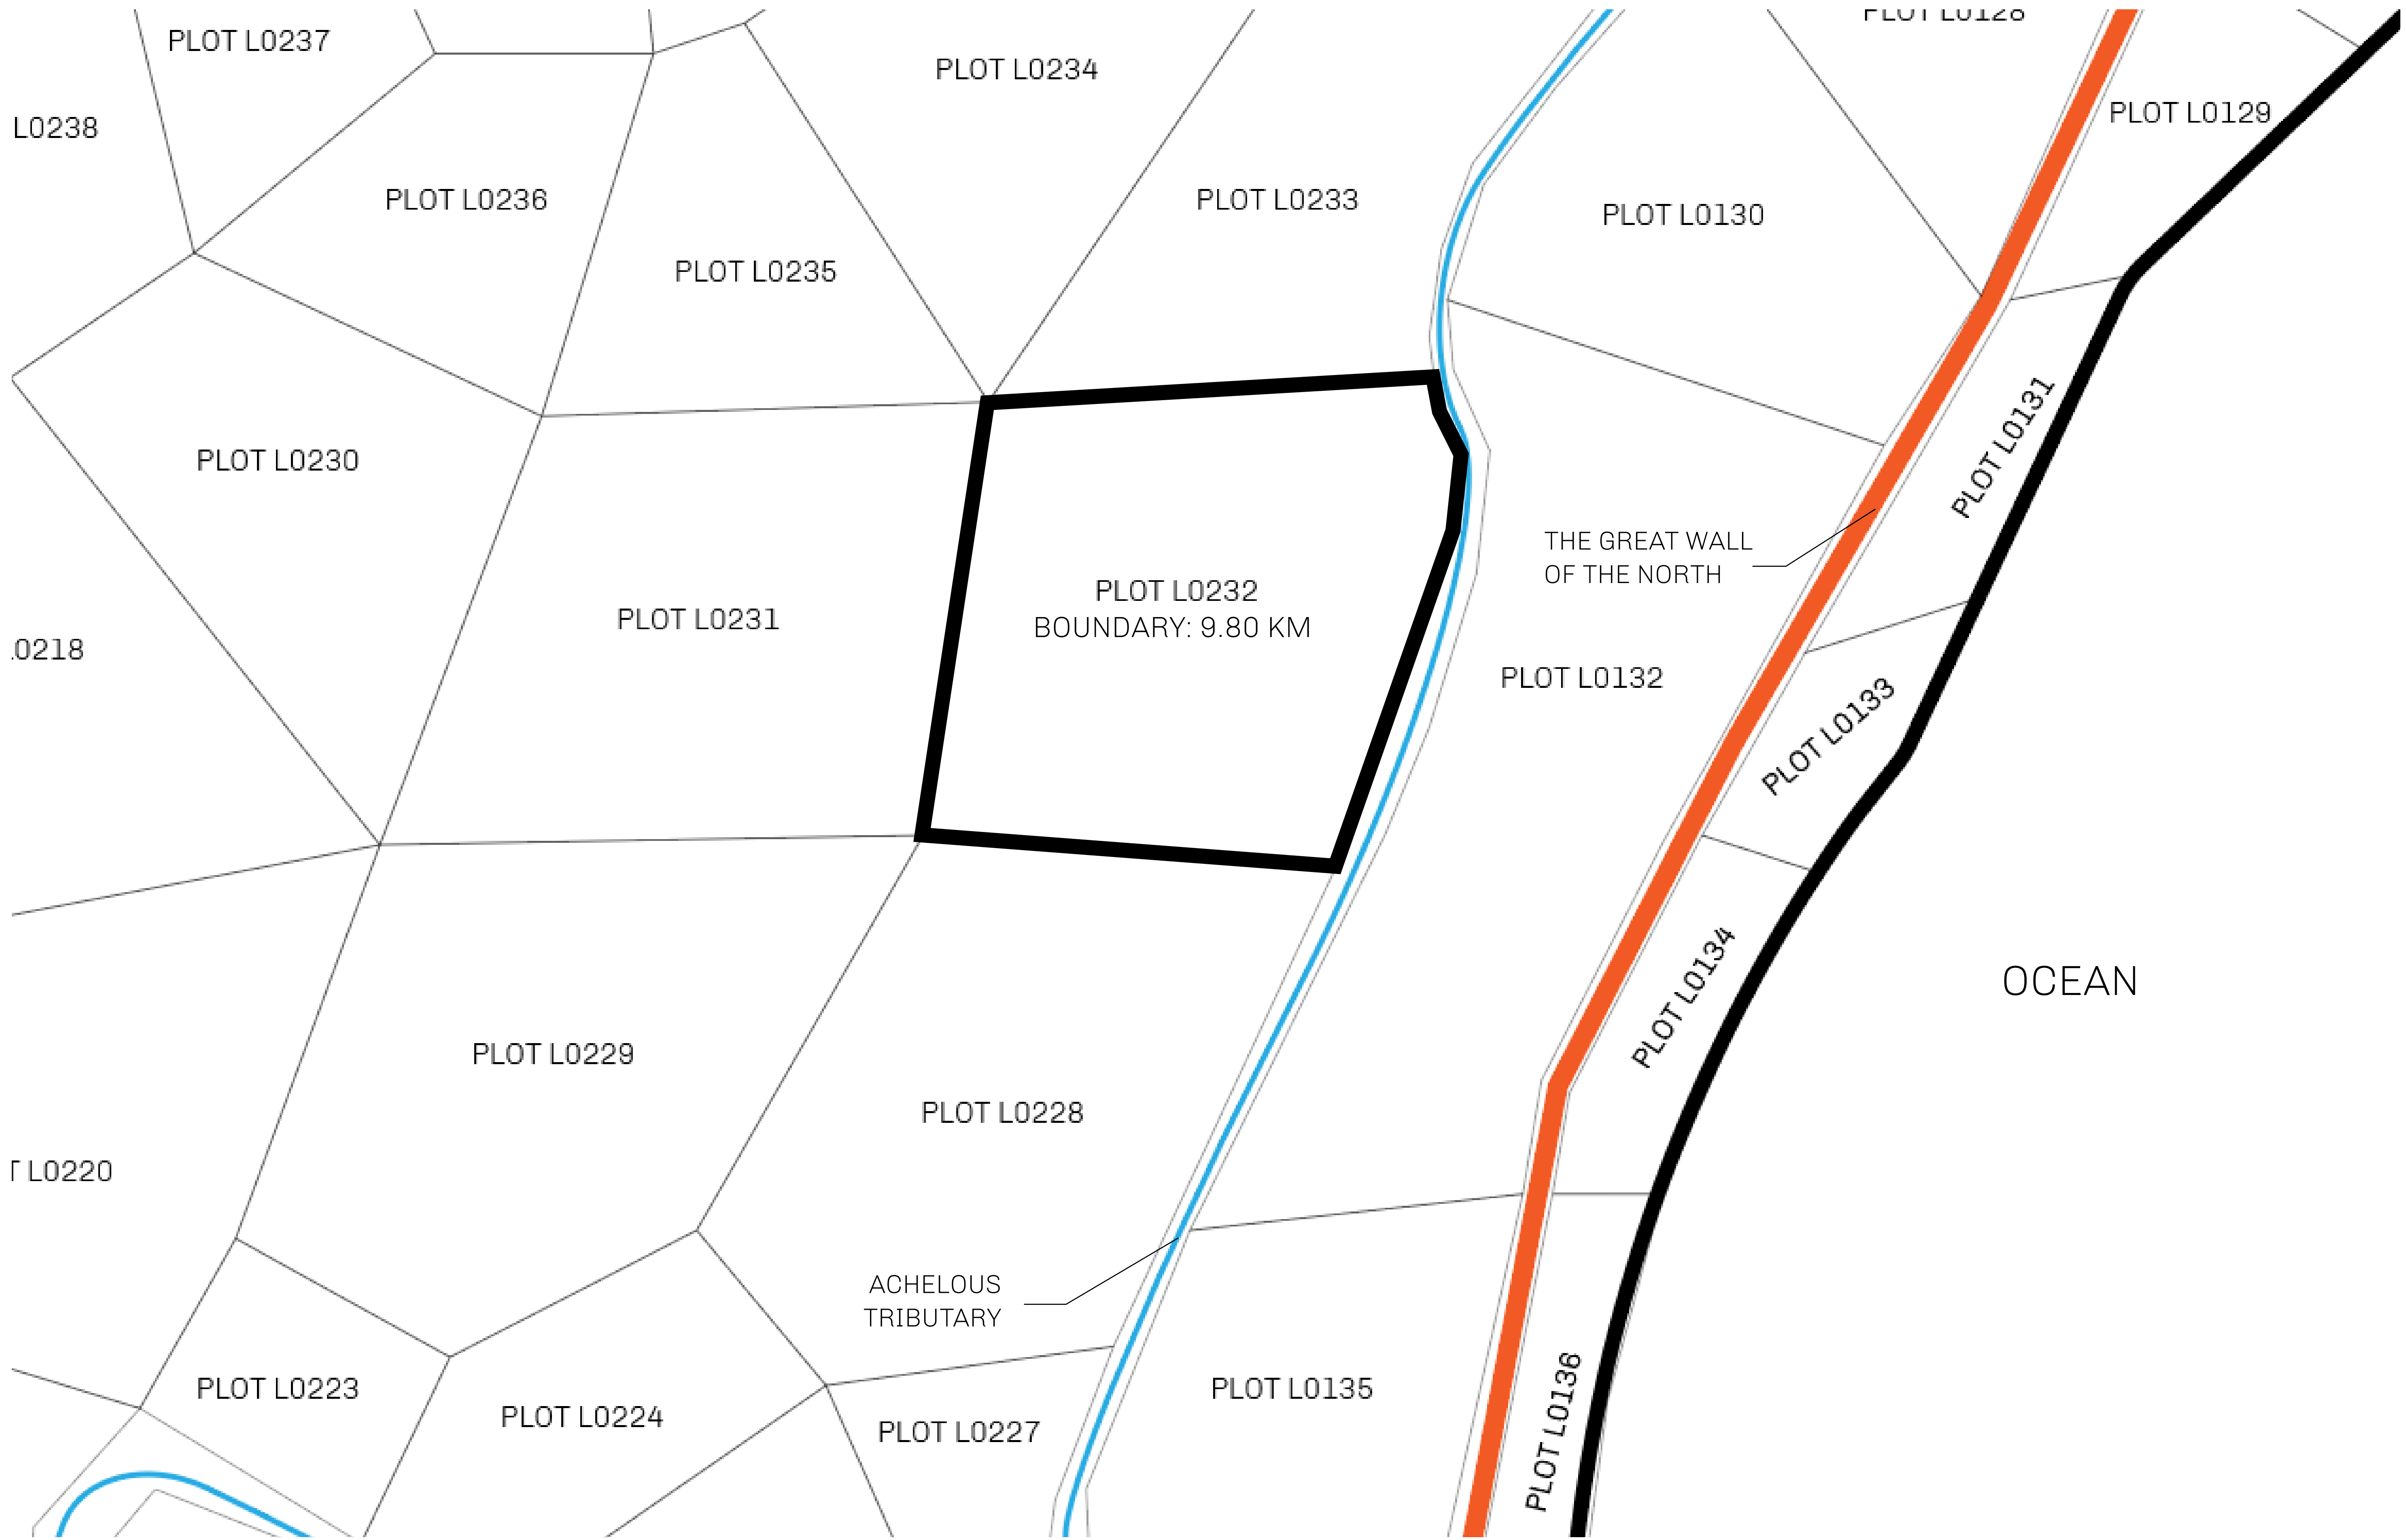 PLOT L0128
PLOT L0237
PLOT L0234
PLOT L0129
L0238
PLOT L0236
PLOT L0233
PLOT L0130
PLOT L0235
PLOT L0131
PLOT L0230
THE GREAT WALL
OF THE NORTH
PLOT L0232
BOUNDARY: 9.80 KM
PLOT L0231
0218
PLOT L0132
PLOT L0133
PLOT L0134
OCEAN
PLOT L0229
PLOT L0228
T L0220
ACHELOUS
TRIBUTARY
PLOT L0223
PLOT L0135
PLOT L0136
PLOT L0224
PLOT L0227